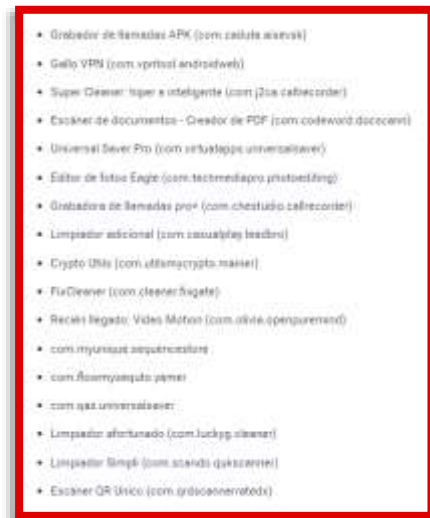 • Grabador de llamadas APK (com.caduta.aisevsk)
• Gallo VPN (com.vpntool.androidweb)
• Super Cleaner: hiper e inteligente (com.j2ca.callrecorder)
• Escáner de documentos - Creador de PDF (com.codeword.docscann)
• Universal Saver Pro (com.virtualapps.universalsaver)
• Editor de fotos Eagle (com.techmediapro.photoediting)
• Grabadora de llamadas pro+ (com.chestudio.callrecorder)
• Limpiador adicional (com.casualplay.leadbro)
• Crypto Utils (com.utilsmycrypto.mainer)
• FixCleaner (com.cleaner.fixgate)
• Recién llegado: Video Motion (com.olivia.openpuremind)
• com.myunique.sequencestore
• com.flowmysequto.yamer
• com.qaz.universalsaver
• Limpiador afortunado (com.luckyg.cleaner)
• Limpiador Simpli (com.scando.qukscanner)
• Escáner QR Unico (com.qrdscannerratedx)